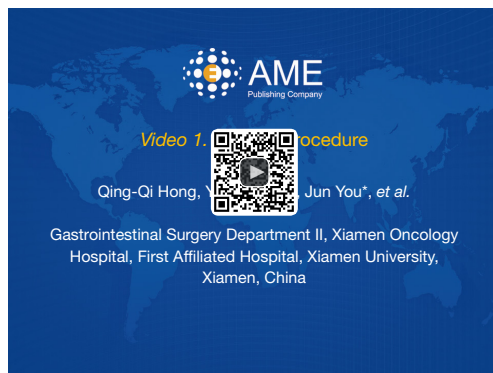 AME
Publishing Company
Video 1. rocedure
Qing-Qi Hong, , Jun You*, et al.
Gastrointestinal Surgery Department II, Xiamen Oncology
Hospital, First Affiliated Hospital, Xiamen University,
Xiamen, China